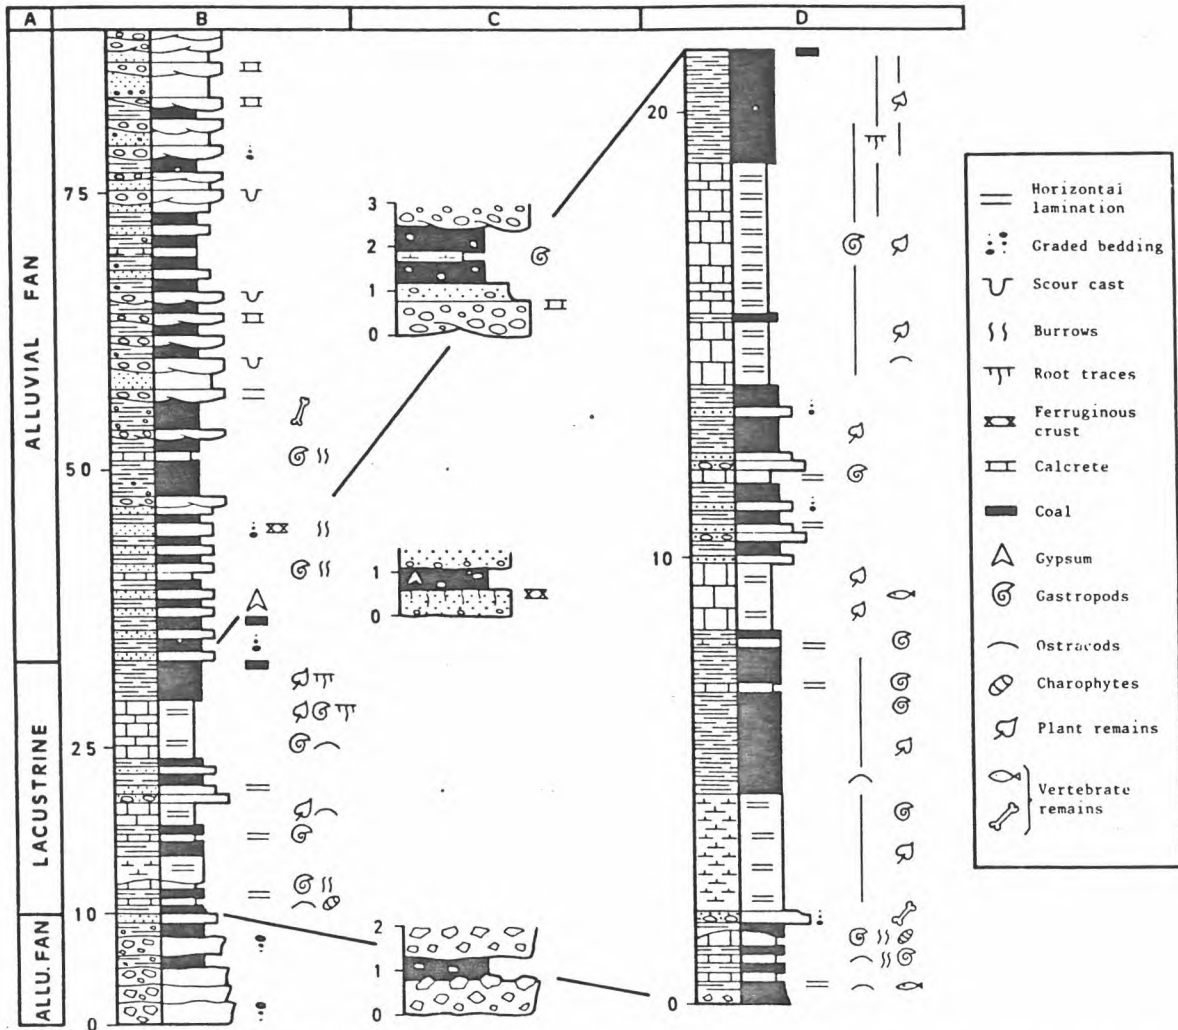 A B C D
ALLUVIAL FAN
LACUSTRINE
ALLU. FAN
75
50
25
10
0
3
2
1
0
1
0
2
1
0
20
10
0
Horizontal
lamination
Graded bedding
Scour cast
Burrows
Root traces
Ferruginous
crust
Calcrete
Coal
Gypsum
Gastropods
Ostracods
Charophytes
Plant remains
Vertebrate
remains